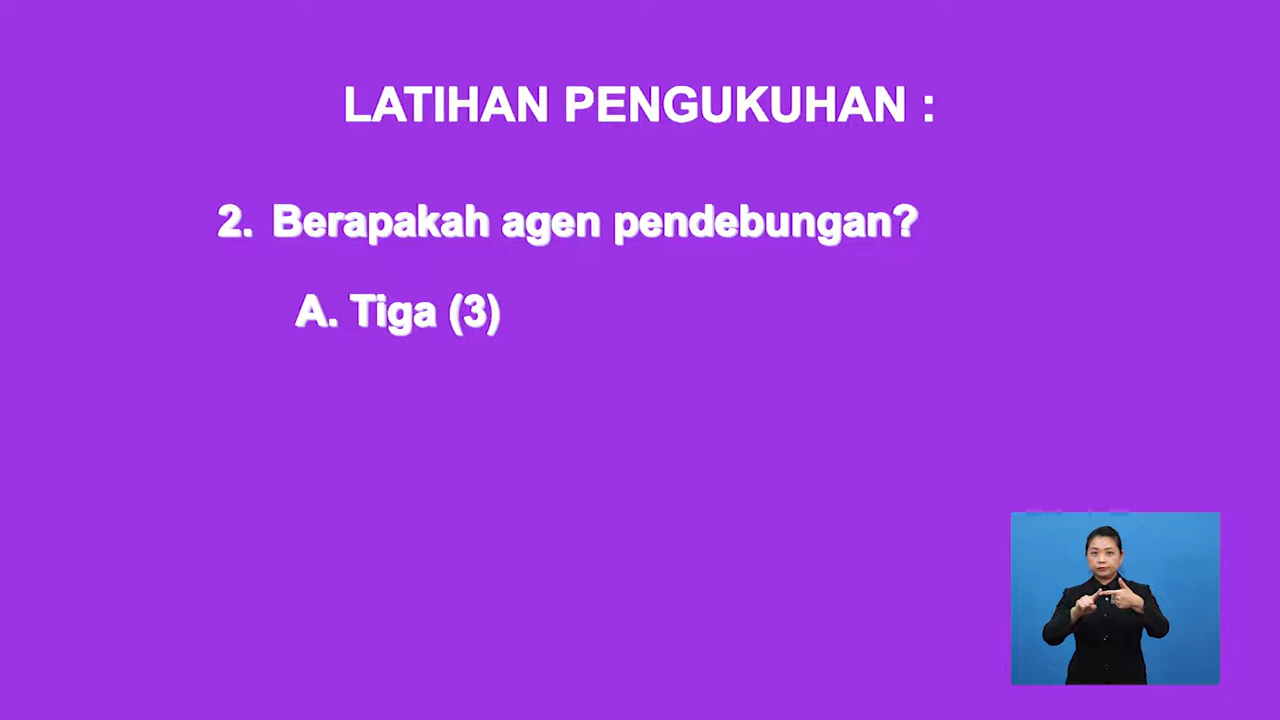 LATIHAN PENGUKUHAN :
2. Berapakah agen pendebungan?
A. Tiga (3)